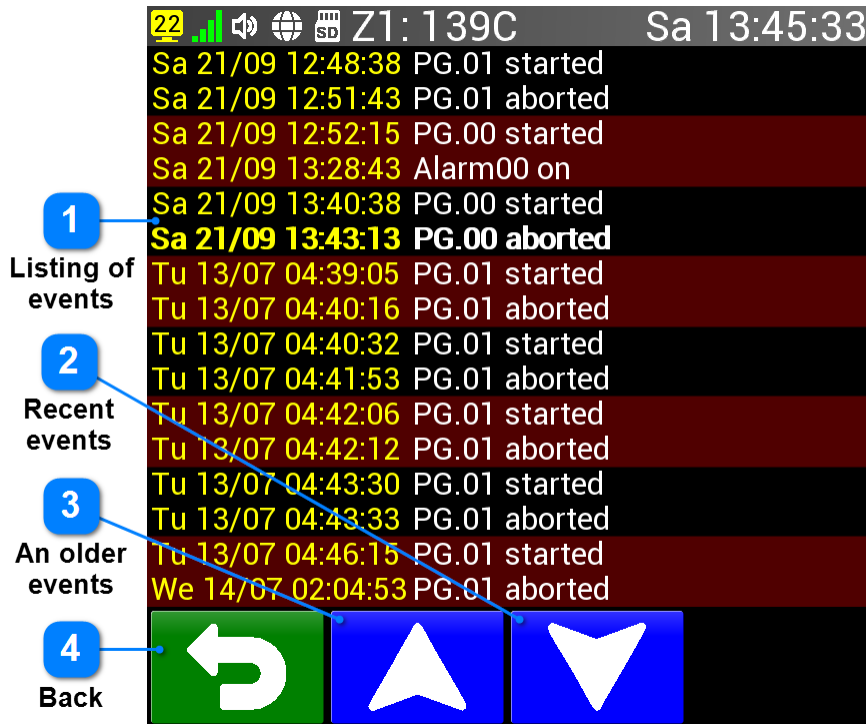 22 SD Z1: 139C Sa 13:45:33
Sa 21/09 12:48:38 PG.01 started
Sa 21/09 12:51:43 PG.01 aborted
Sa 21/09 12:52:15 PG.00 started
Sa 21/09 13:28:43 Alarm00 on
Sa 21/09 13:40:38 PG.00 started
Sa 21/09 13:43:13 PG.00 aborted
Tu 13/07 04:39:05 PG.01 started
Tu 13/07 04:40:16 PG.01 aborted
Tu 13/07 04:40:32 PG.01 started
Tu 13/07 04:41:53 PG.01 aborted
Tu 13/07 04:42:06 PG.01 started
Tu 13/07 04:42:12 PG.01 aborted
Tu 13/07 04:43:30 PG.01 started
Tu 13/07 04:43:33 PG.01 aborted
Tu 13/07 04:46:15 PG.01 started
We 14/07 02:04:53 PG.01 aborted
1
Listing of
events
2
Recent
events
3
An older
events
4
Back